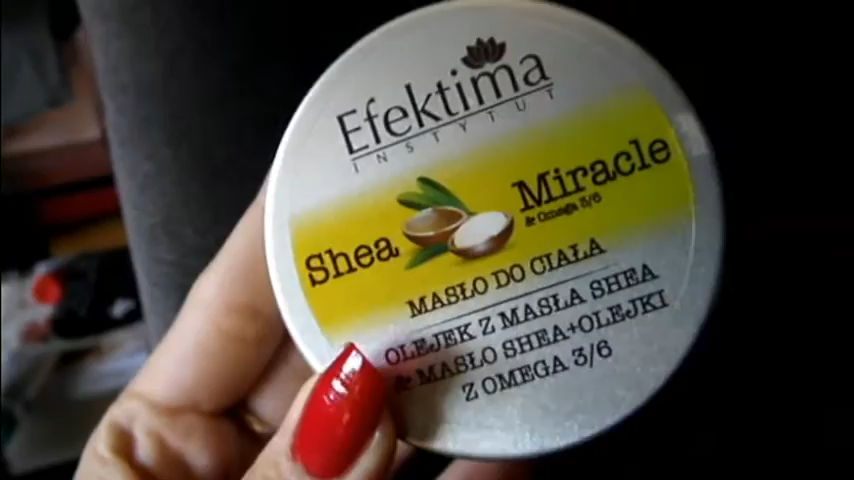 Efektima
INSTYTUT
Shea Miracle
& Omega 3/6
MASŁO DO CIAŁA
OLEJEK Z MASŁA SHEA
& MASŁO SHEA+OLEJKI
Z OMEGA 3/6